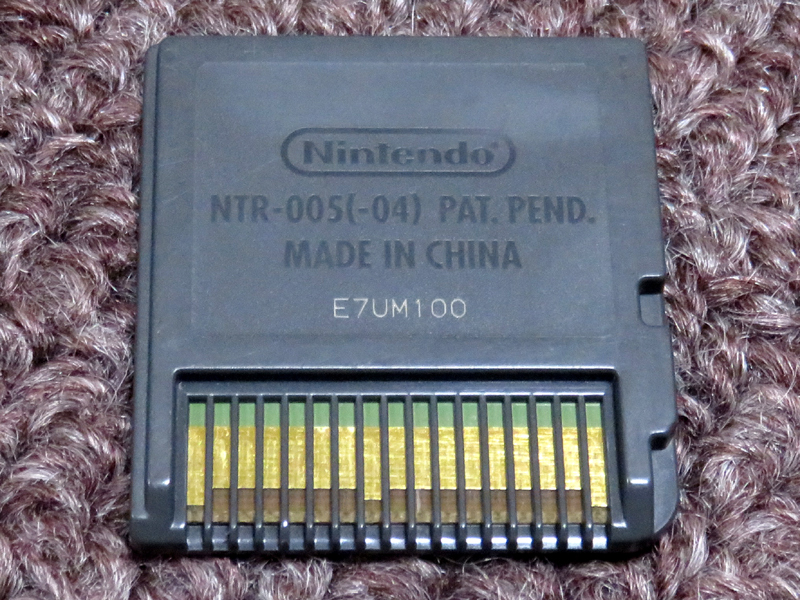 Nintendo®
NTR-005(-04) PAT. PEND.
MADE IN CHINA
E7UM100